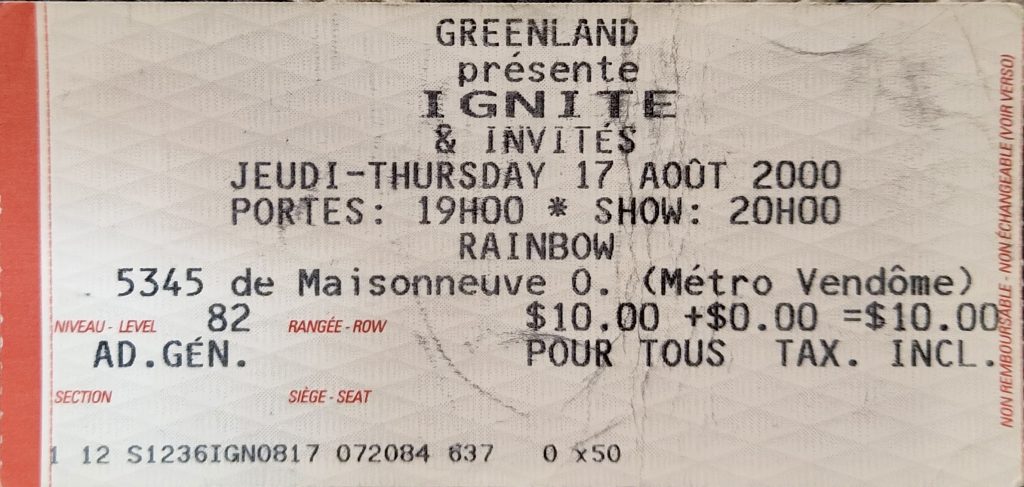 GREENLAND
présente
IGNITE
& INVITÉS
JEUDI-THURSDAY 17 AOÛT 2000
PORTES: 19H00 * SHOW: 20H00
RAINBOW
5345 de Maisonneuve O. (Métro Vendôme)
NIVEAU - LEVEL 82 RANGÉE - ROW $10.00 +$0.00 =$10.00
AD.GÉN. POUR TOUS TAX. INCL.
SECTION SIÈGE - SEAT
1 12 S1236IGN0817 072084 637 0 x50
NON REMBOURSABLE - NON ÉCHANGEABLE (VOIR VERSO)